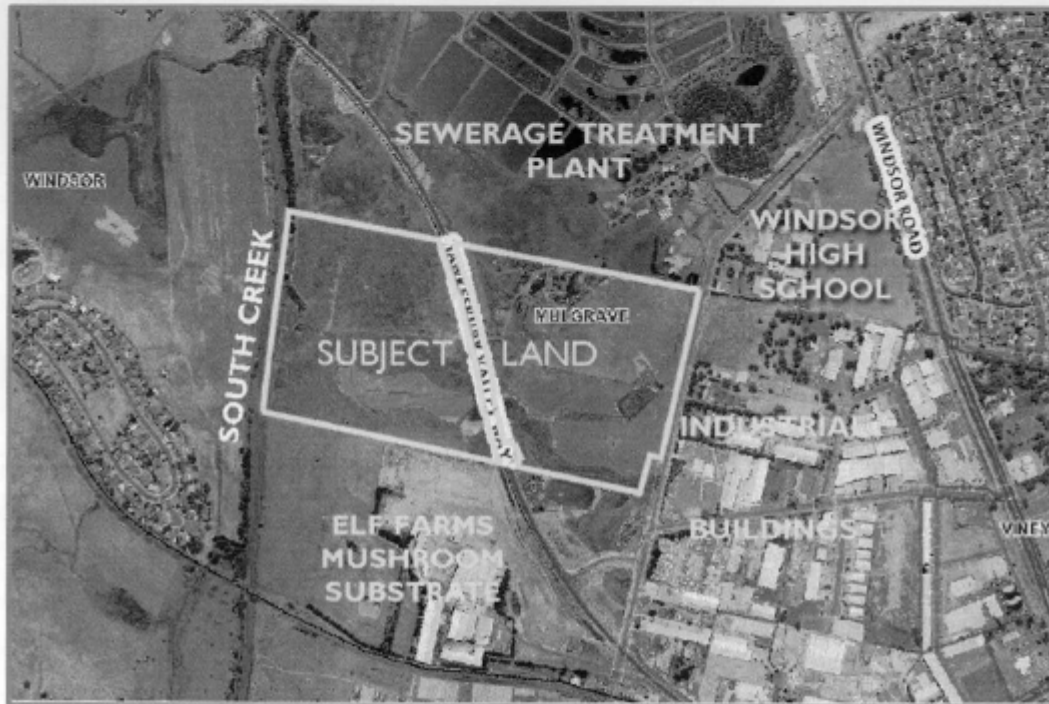 SEWERAGE TREATMENT
PLANT
WINDSOR ROAD
WINDSOR
WINDSOR
HIGH
SCHOOL
SOUTH CREEK
MULGRAVE
SUBJECT LAND
INDUSTRIAL
ELF FARMS
MUSHROOM
SUBSTRATE
BUILDINGS
VINEY